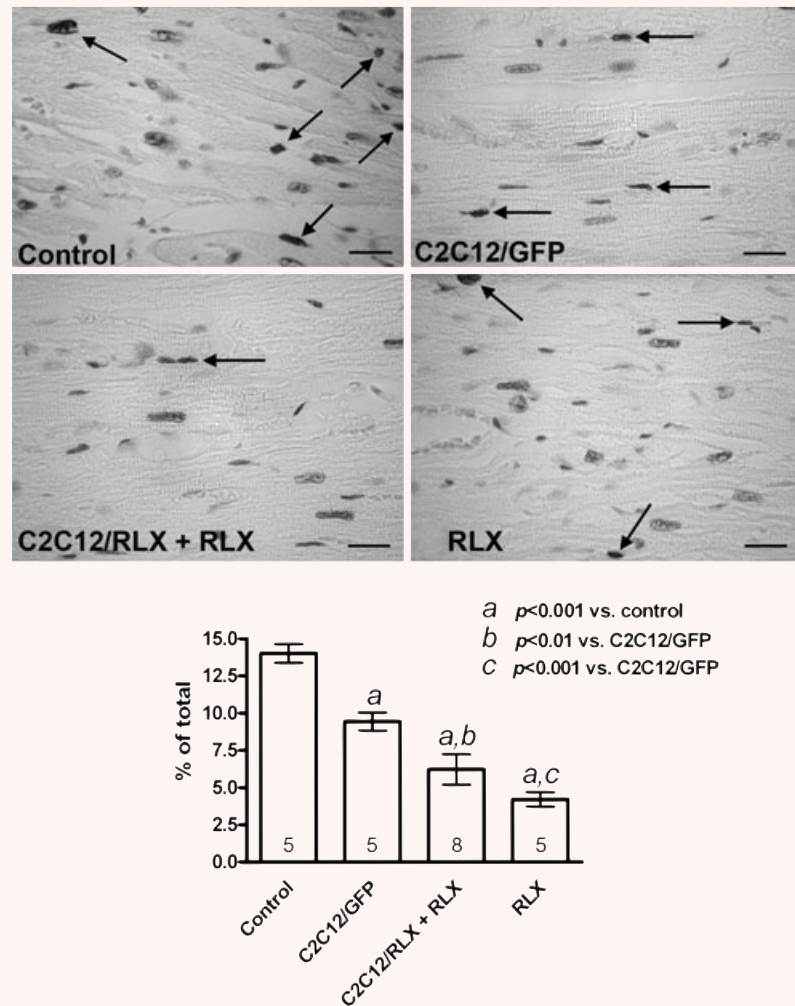 Control
C2C12/GFP
C2C12/RLX + RLX
RLX
a p<0.001 vs. control
b p<0.01 vs. C2C12/GFP
c p<0.001 vs. C2C12/GFP
% of total
15.0
12.5
10.0
7.5
5.0
2.5
0.0
a
a,b
a,c
5
5
8
5
Control
C2C12/GFP
C2C12/RLX + RLX
RLX